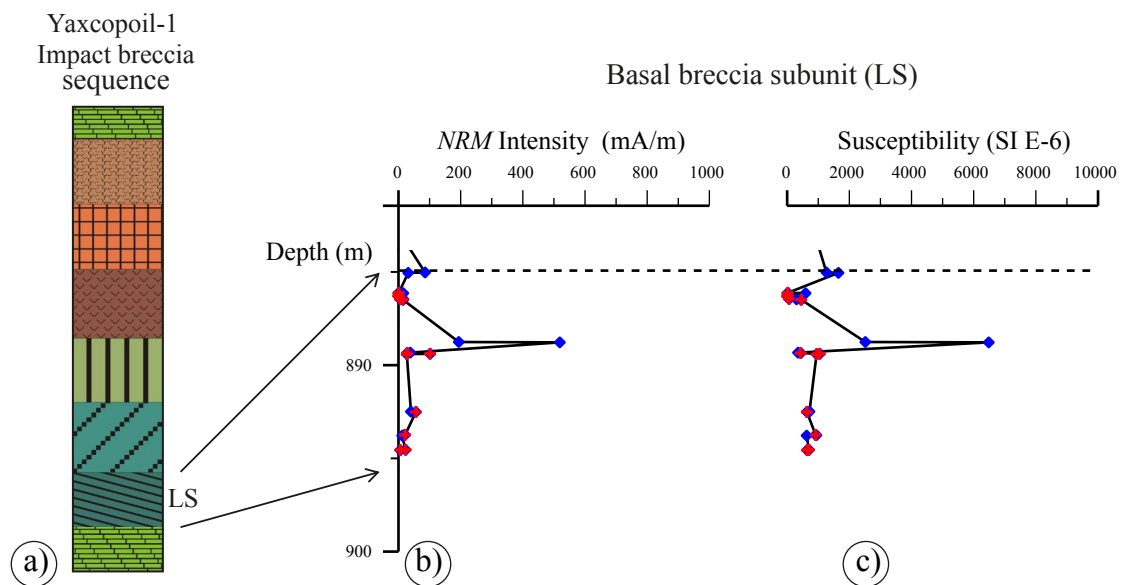 Yaxcopoil-1
Impact breccia
sequence
Basal breccia subunit (LS)
NRM Intensity (mA/m)
Susceptibility (SI E-6)
0 200 400 600 800 1000
0 2000 4000 6000 8000 10000
Depth (m)
890
LS
900
a)
b)
c)